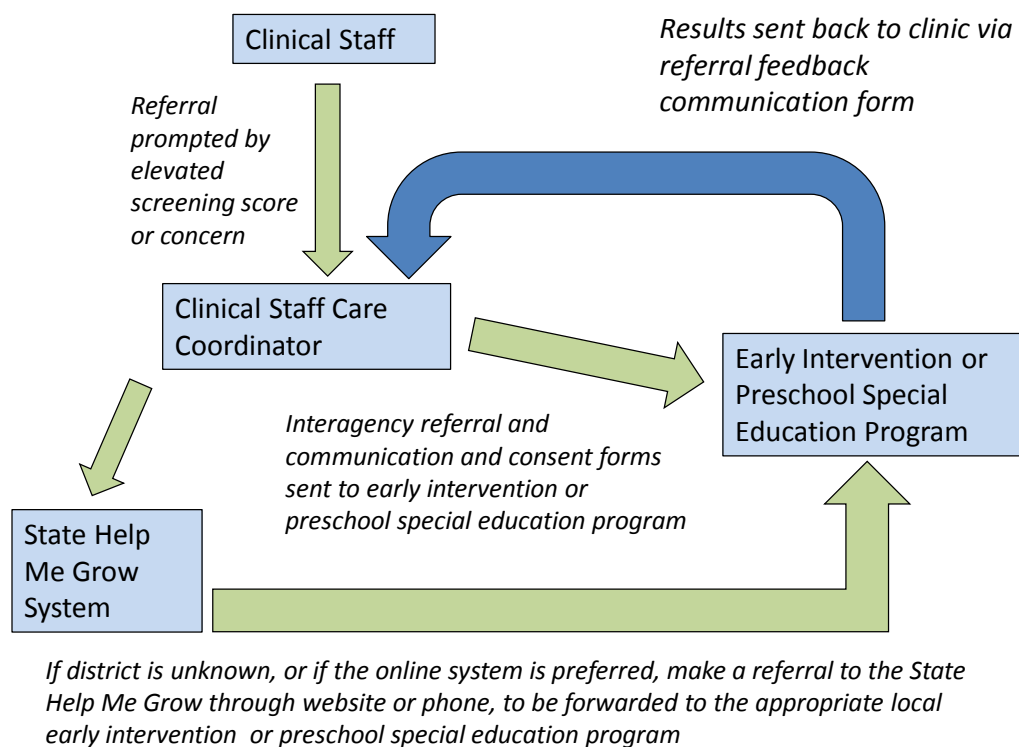 Clinical Staff
Results sent back to clinic via
referral feedback
communication form
Referral
prompted by
elevated
screening score
or concern
Clinical Staff Care
Coordinator
Early Intervention or
Preschool Special
Education Program
Interagency referral and
communication and consent forms
sent to early intervention or
preschool special education program
State Help
Me Grow
System
If district is unknown, or if the online system is preferred, make a referral to the State
Help Me Grow through website or phone, to be forwarded to the appropriate local
early intervention  or preschool special education program